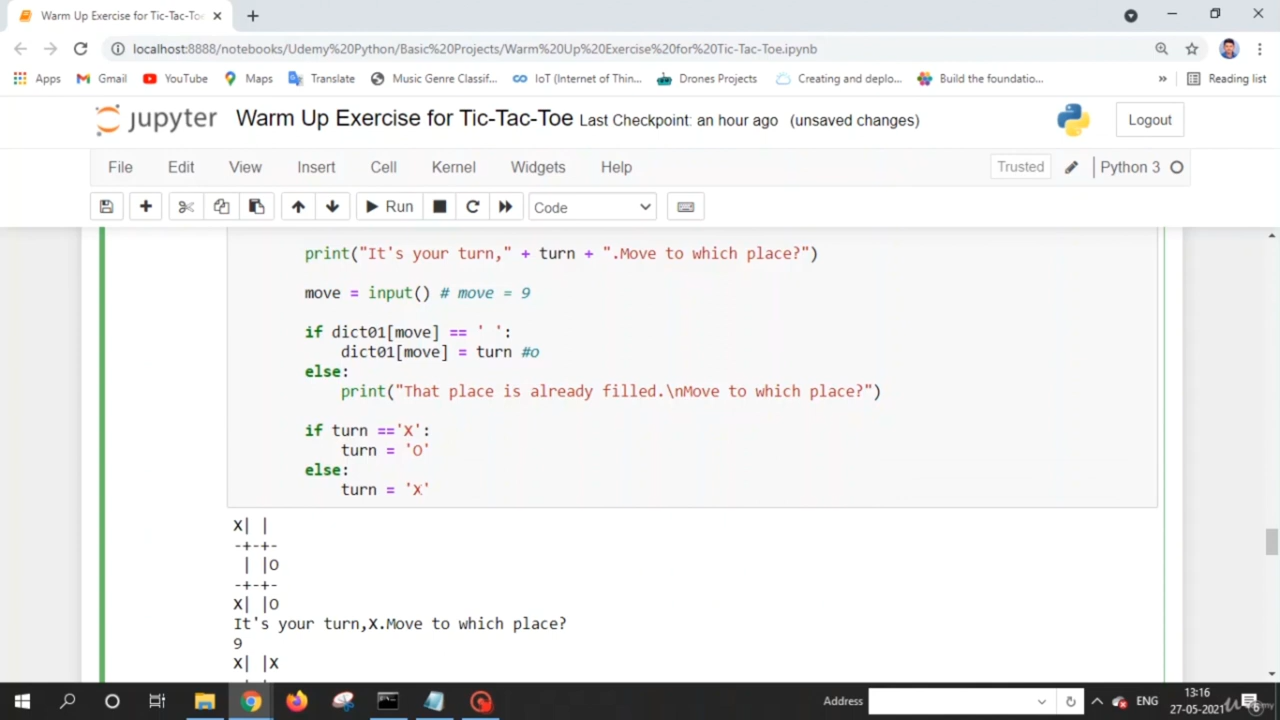 Warm Up Exercise for Tic-Tac-Toe
localhost:8888/notebooks/Udemy%20Python/Basic%20Projects/Warm%20Up%20Exercise%20for%20Tic-Tac-Toe.ipynb
Apps Gmail YouTube Maps Translate Music Genre Classif... IoT (Internet of Thin... Drones Projects Creating and deplo... Build the foundatio... » Reading list
jupyter Warm Up Exercise for Tic-Tac-Toe Last Checkpoint: an hour ago (unsaved changes) Logout
File Edit View Insert Cell Kernel Widgets Help Trusted Python 3
Run Code
print("It's your turn," + turn + ".Move to which place?")
move = input() # move = 9
if dict01[move] == ' ':
dict01[move] = turn #o
else:
print("That place is already filled.\nMove to which place?")
if turn =='X':
turn = 'O'
else:
turn = 'X'
X| |
-+-+-
| |O
-+-+-
X| |O
It's your turn,X.Move to which place?
9
X| |X
Address ENG 13:16
27-05-2021